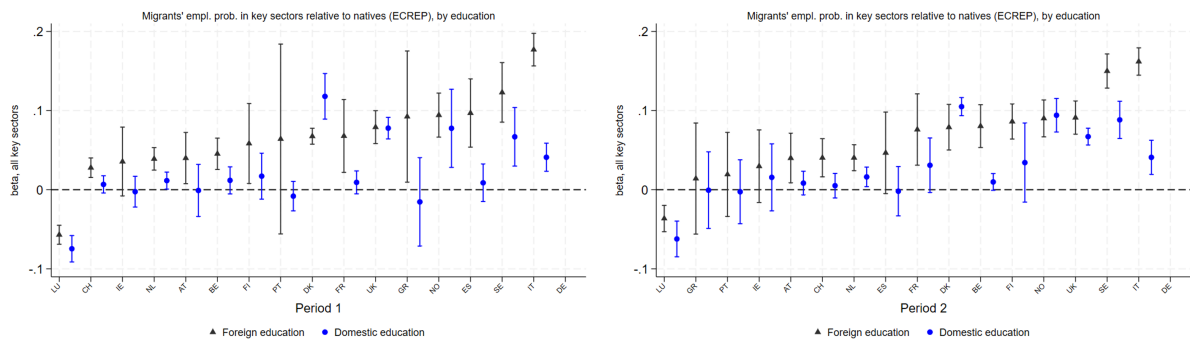 Migrants' empl. prob. in key sectors relative to natives (ECREP), by education
beta, all key sectors
.2
.1
0
-.1
LU CH IE NL AT BE FI PT DK FR UK GR NO ES SE IT DE
Period 1
Foreign education Domestic education
Migrants' empl. prob. in key sectors relative to natives (ECREP), by education
beta, all key sectors
.2
.1
0
-.1
LU GR PT IE AT CH NL ES FR DK BE FI NO UK SE IT DE
Period 2
Foreign education Domestic education